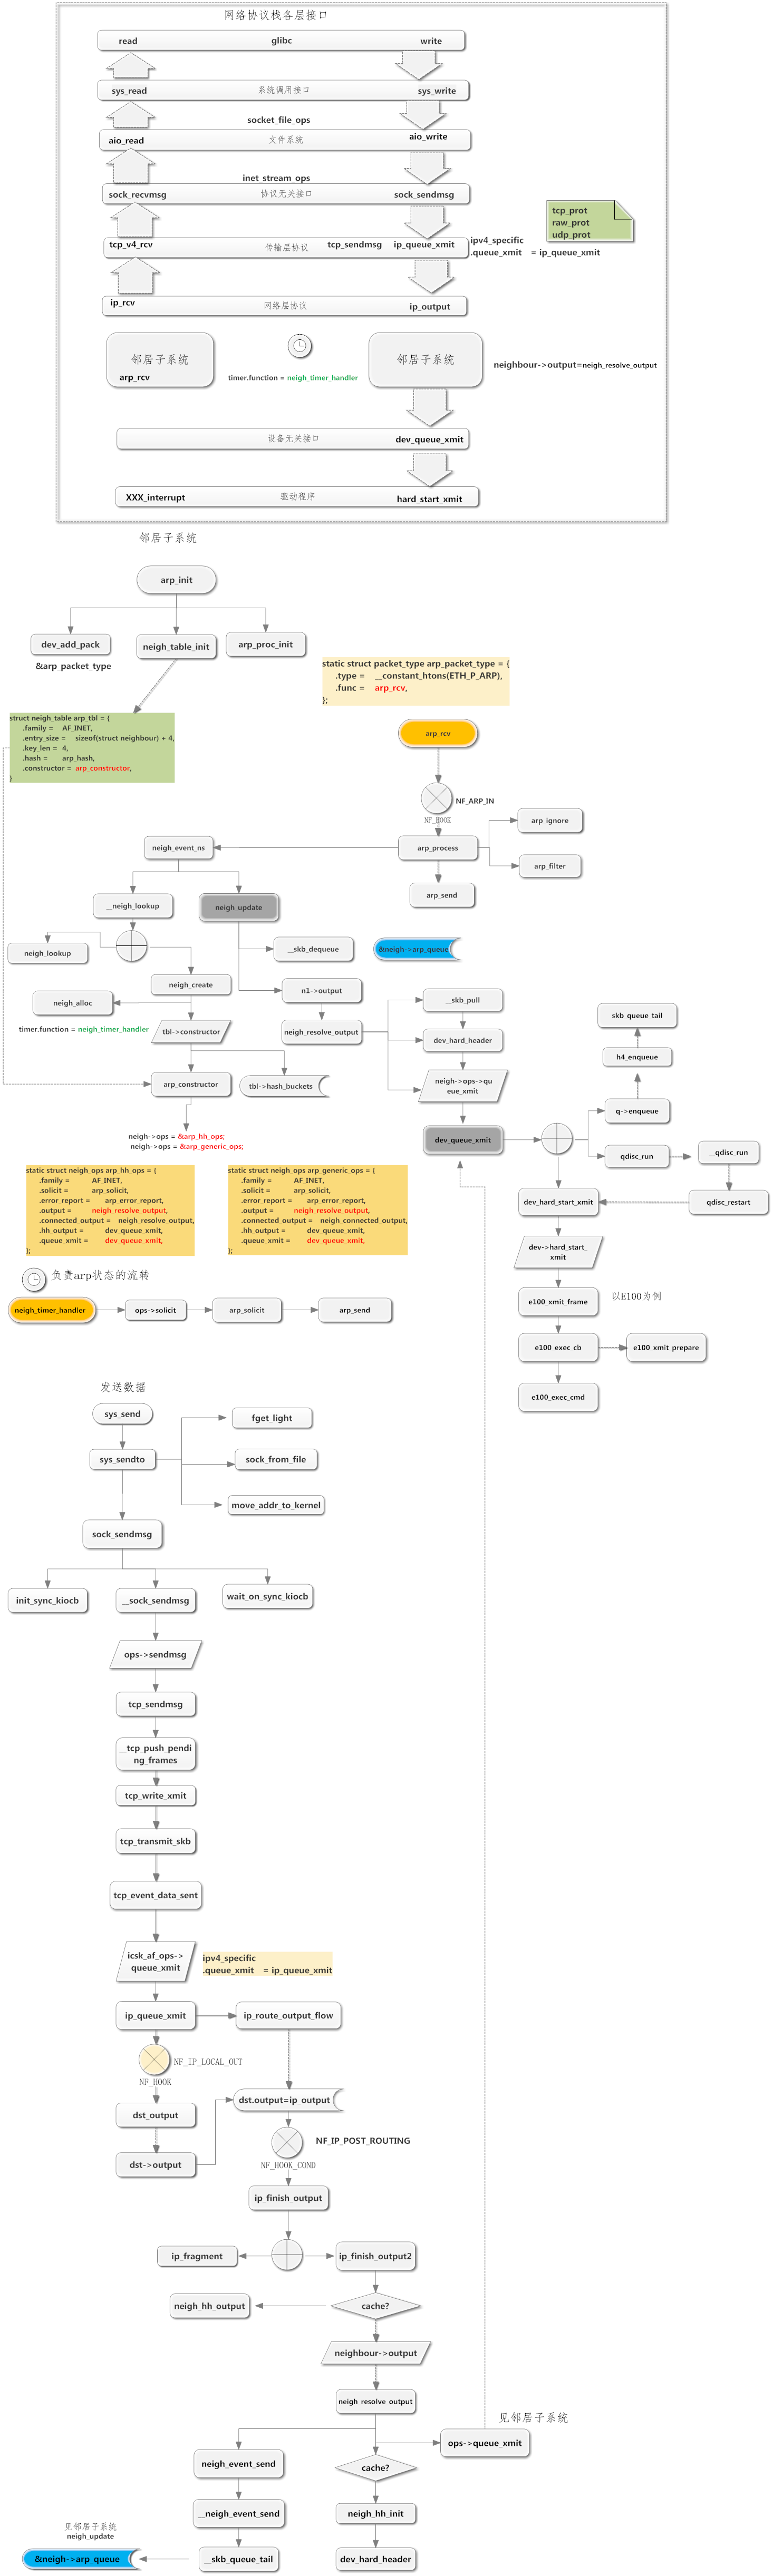 网络协议栈各层接口
read glibc write
sys_read 系统调用接口 sys_write
socket_file_ops
aio_read 文件系统 aio_write
inet_stream_ops
sock_recvmsg 协议无关接口 sock_sendmsg
tcp_prot
raw_prot
udp_prot
tcp_v4_rcv 传输层协议 tcp_sendmsg ip_queue_xmit
ipv4_specific
.queue_xmit = ip_queue_xmit
ip_rcv 网络层协议 ip_output
邻居子系统
arp_rcv
timer.function = neigh_timer_handler
邻居子系统
neighbour->output=neigh_resolve_output
设备无关接口 dev_queue_xmit
XXX_interrupt 驱动程序 hard_start_xmit
邻居子系统
arp_init
dev_add_pack
neigh_table_init
arp_proc_init
&arp_packet_type
static struct packet_type arp_packet_type = {
.type = __constant_htons(ETH_P_ARP),
.func = arp_rcv,
};
struct neigh_table arp_tbl = {
.family = AF_INET,
.entry_size = sizeof(struct neighbour) + 4,
.key_len = 4,
.hash = arp_hash,
.constructor = arp_constructor,
}
arp_rcv
NF_ARP_IN
NF_HOOK
arp_ignore
neigh_event_ns
arp_process
arp_filter
arp_send
__neigh_lookup
neigh_update
neigh_lookup
__skb_dequeue
&neigh->arp_queue
neigh_create
n1->output
neigh_alloc
__skb_pull
skb_queue_tail
timer.function = neigh_timer_handler
tbl->constructor
neigh_resolve_output
dev_hard_header
h4_enqueue
arp_constructor
tbl->hash_buckets
neigh->ops->qu
eue_xmit
q->enqueue
neigh->ops = &arp_hh_ops;
neigh->ops = &arp_generic_ops;
dev_queue_xmit
qdisc_run
__qdisc_run
static struct neigh_ops arp_hh_ops = {
.family = AF_INET,
.solicit = arp_solicit,
.error_report = arp_error_report,
.output = neigh_resolve_output,
.connected_output = neigh_resolve_output,
.hh_output = dev_queue_xmit,
.queue_xmit = dev_queue_xmit,
};
static struct neigh_ops arp_generic_ops = {
.family = AF_INET,
.solicit = arp_solicit,
.error_report = arp_error_report,
.output = neigh_resolve_output,
.connected_output = neigh_connected_output,
.hh_output = dev_queue_xmit,
.queue_xmit = dev_queue_xmit,
};
dev_hard_start_xmit
qdisc_restart
dev->hard_start_
xmit
负责arp状态的流转
neigh_timer_handler
ops->solicit
arp_solicit
arp_send
e100_xmit_frame
以E100为例
e100_exec_cb
e100_xmit_prepare
e100_exec_cmd
发送数据
sys_send
fget_light
sys_sendto
sock_from_file
move_addr_to_kernel
sock_sendmsg
init_sync_kiocb
__sock_sendmsg
wait_on_sync_kiocb
ops->sendmsg
tcp_sendmsg
__tcp_push_pendi
ng_frames
tcp_write_xmit
tcp_transmit_skb
tcp_event_data_sent
icsk_af_ops->
queue_xmit
ipv4_specific
.queue_xmit = ip_queue_xmit
ip_queue_xmit
ip_route_output_flow
NF_IP_LOCAL_OUT
NF_HOOK
dst.output=ip_output
dst_output
NF_IP_POST_ROUTING
dst->output
NF_HOOK_COND
ip_finish_output
ip_fragment
ip_finish_output2
neigh_hh_output
cache?
neighbour->output
neigh_resolve_output
见邻居子系统
ops->queue_xmit
neigh_event_send
cache?
__neigh_event_send
neigh_hh_init
见邻居子系统
neigh_update
&neigh->arp_queue
__skb_queue_tail
dev_hard_header